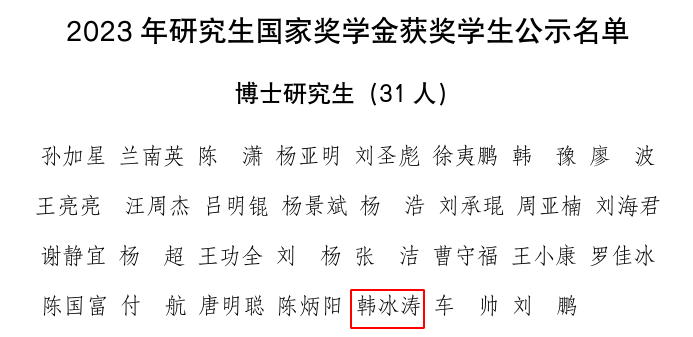 2023 年研究生国家奖学金获奖学生公示名单
博士研究生（31 人）
孙加星 兰南英 陈 潇 杨亚明 刘圣彪 徐夷鹏 韩 豫 廖 波
王亮亮 汪周杰 吕明锟 杨景斌 杨 浩 刘承琨 周亚楠 刘海君
谢静宜 杨 超 王功全 刘 杨 张 洁 曹守福 王小康 罗佳冰
陈国富 付 航 唐明聪 陈炳阳 韩冰涛 车 帅 刘 鹏